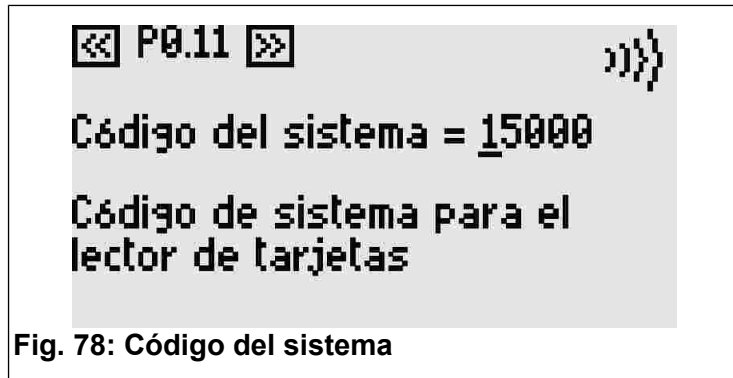 « P0.11 »
Código del sistema = 15000
Código de sistema para el
lector de tarjetas
Fig. 78: Código del sistema